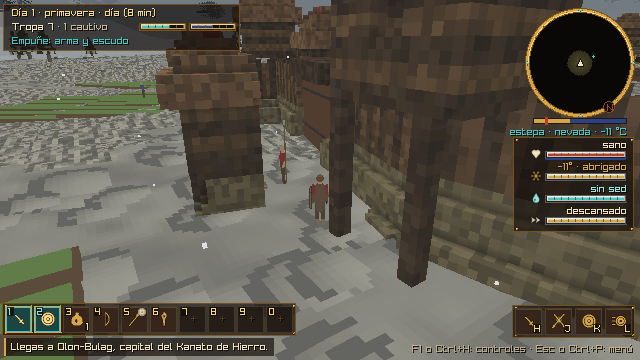 Día 1 · primavera · día (8 min)
Tropa 7 · 1 cautivo
Empuñe: arma y escudo
N
estepa · nevada · -11 °C
sano
-11° · abrigado
sin sed
descansado
1 2 3 1 4 5 6 7 8 9 0
H J K L
Llegas a Olon-Bulag, capital del Kanato de Hierro.
F1 o Ctrl+H: controles · Esc o Ctrl+P: menú